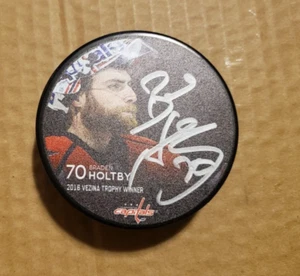 BRADEN
70 HOLTBY
2016 VEZINA TROPHY WINNER
capitals